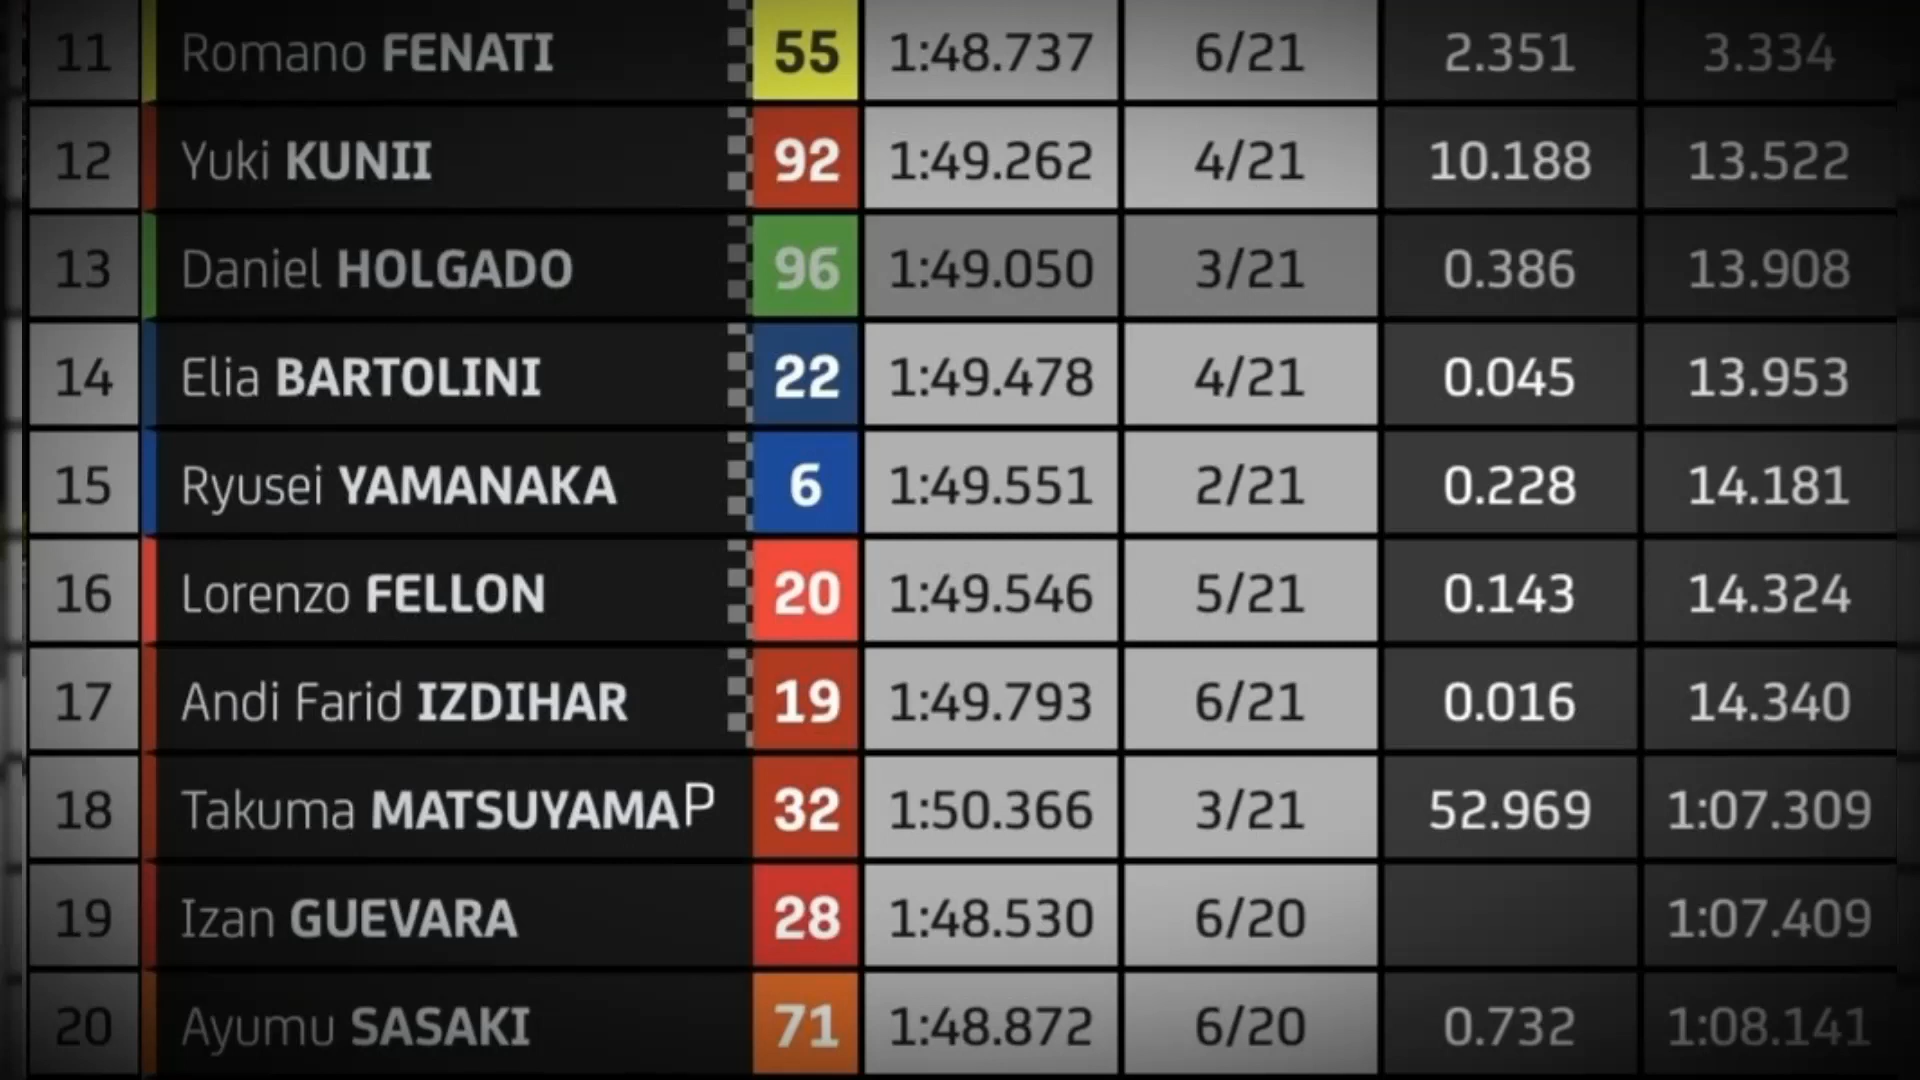 11 Romano FENATI 55 1:48.737 6/21 2.351 3.334
12 Yuki KUNII 92 1:49.262 4/21 10.188 13.522
13 Daniel HOLGADO 96 1:49.050 3/21 0.386 13.908
14 Elia BARTOLINI 22 1:49.478 4/21 0.045 13.953
15 Ryusei YAMANAKA 6 1:49.551 2/21 0.228 14.181
16 Lorenzo FELLON 20 1:49.546 5/21 0.143 14.324
17 Andi Farid IZDIHAR 19 1:49.793 6/21 0.016 14.340
18 Takuma MATSUYAMA P 32 1:50.366 3/21 52.969 1:07.309
19 Izan GUEVARA 28 1:48.530 6/20 1:07.409
20 Ayumu SASAKI 71 1:48.872 6/20 0.732 1:08.141